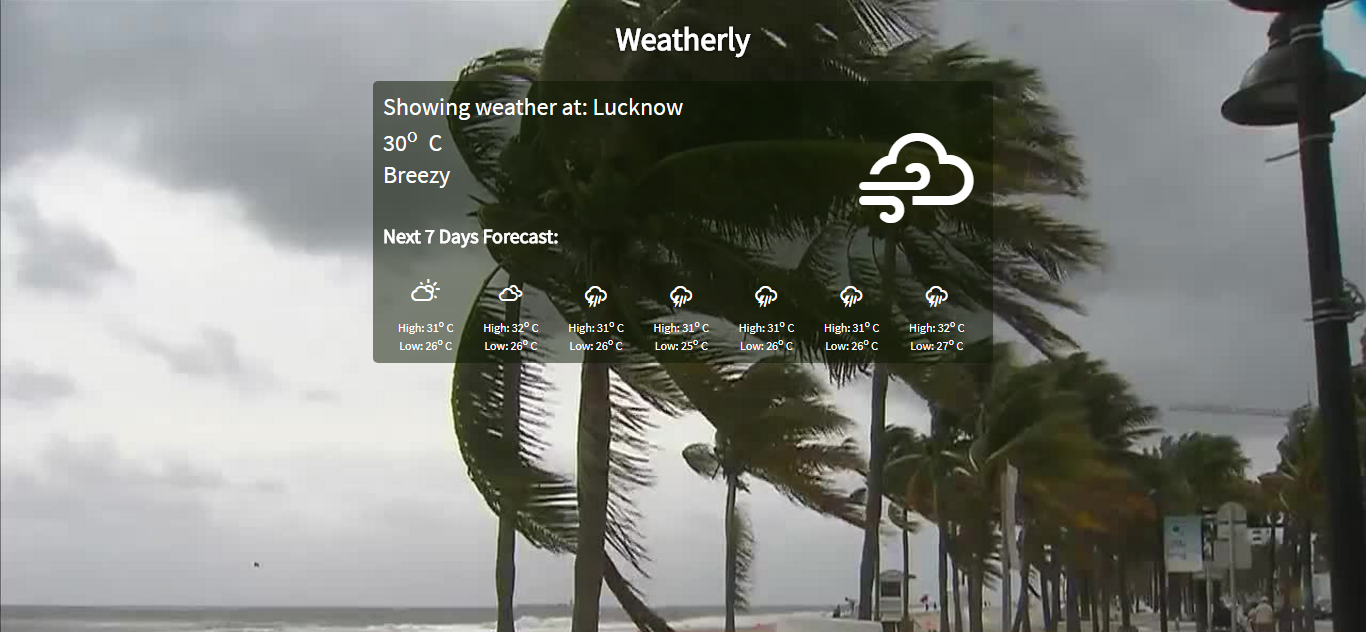 Weatherly
Showing weather at: Lucknow
30° C
Breezy
Next 7 Days Forecast:
High: 31° C High: 32° C High: 31° C High: 31° C High: 31° C High: 31° C High: 32° C
Low: 26° C Low: 26° C Low: 26° C Low: 25° C Low: 26° C Low: 26° C Low: 27° C